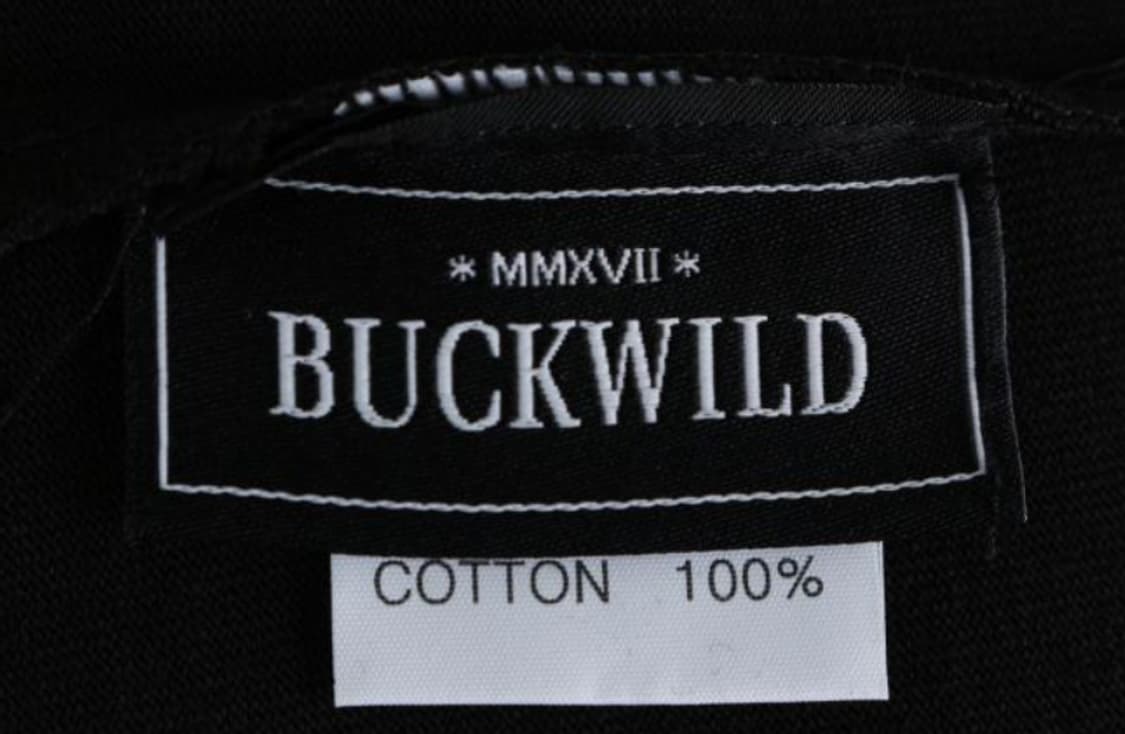 * MMXVII *
BUCKWILD
COTTON 100%